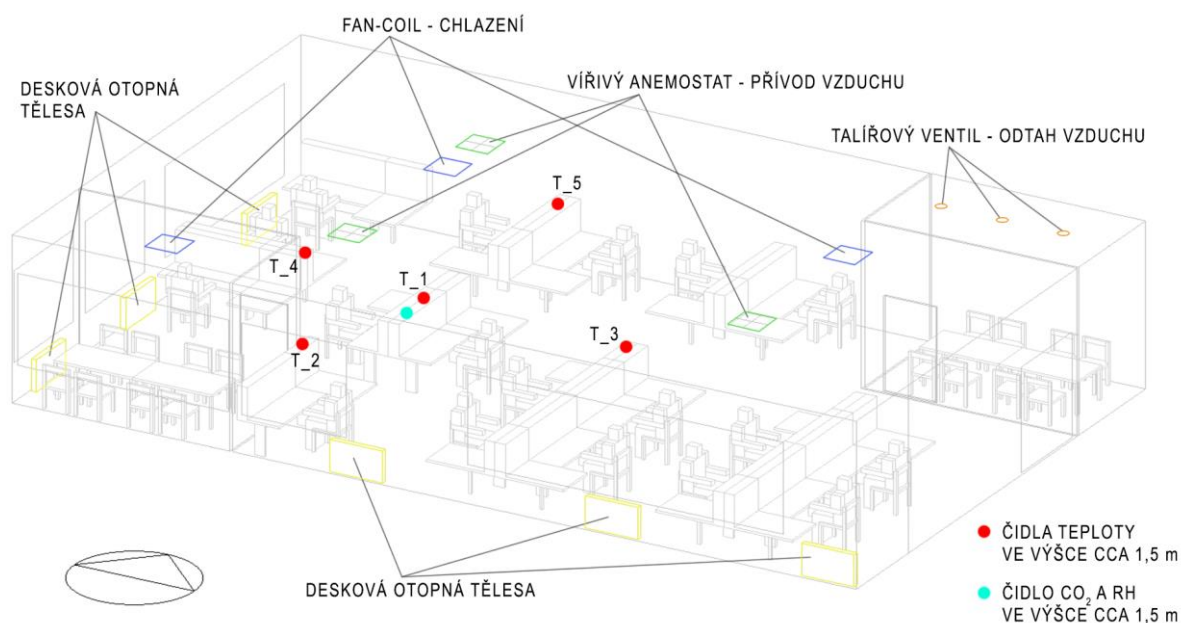 FAN-COIL - CHLAZENÍ
DESKOVÁ OTOPNÁ
TĚLESA
VÍŘIVÝ ANEMOSTAT - PŘÍVOD VZDUCHU
TALÍŘOVÝ VENTIL - ODTAH VZDUCHU
T_5
T_4
T_1
T_2
T_3
DESKOVÁ OTOPNÁ TĚLESA
ČIDLA TEPLOTY
VE VÝŠCE CCA 1,5 m
ČIDLO CO₂ A RH
VE VÝŠCE CCA 1,5 m